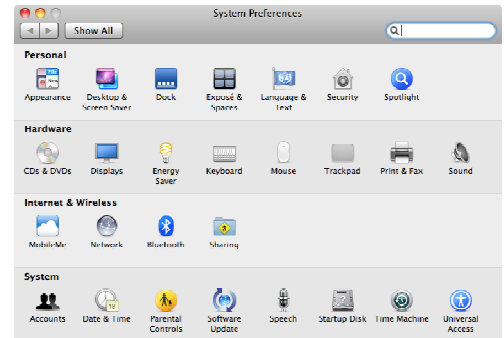 System Preferences
Show All
Personal
Appearance
Desktop &
Screen Saver
Dock
Exposé &
Spaces
Language &
Text
Security
Spotlight
Hardware
CDs & DVDs
Displays
Energy
Saver
Keyboard
Mouse
Trackpad
Print & Fax
Sound
Internet & Wireless
MobileMe
Network
Bluetooth
Sharing
System
Accounts
Date & Time
Parental
Controls
Software
Update
Speech
Startup Disk
Time Machine
Universal
Access